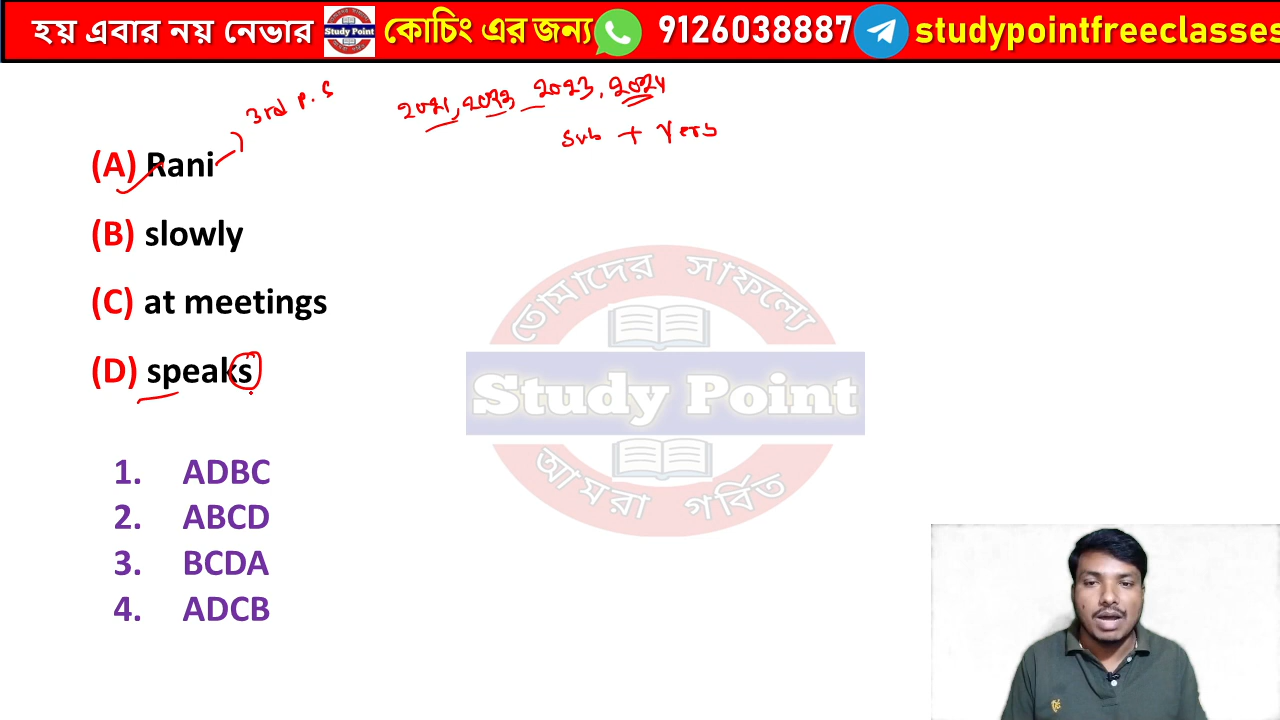 হয় এবার নয় নেভার Study Point কোচিং এর জন্য 9126038887 studypointfreeclasses
3rd P. S
2021, 2023, 2023, 2024
Sub + Verb
(A) Rani
(B) slowly
(C) at meetings
(D) speaks
তোমাদের সাফল্যে
Study Point
আমরা গর্বিত
1. ADBC
2. ABCD
3. BCDA
4. ADCB